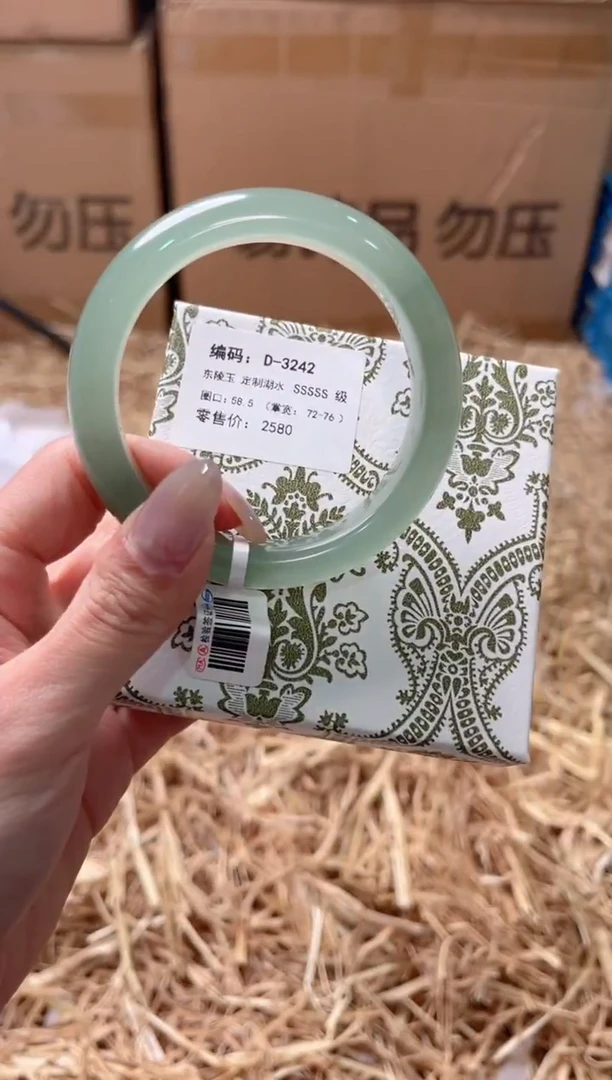 勿压
勿压
编码：D-3242
东陵玉 定制湖水 SSSSS 级
圈口：58.5 （掌宽：72-76 ）
零售价：2580